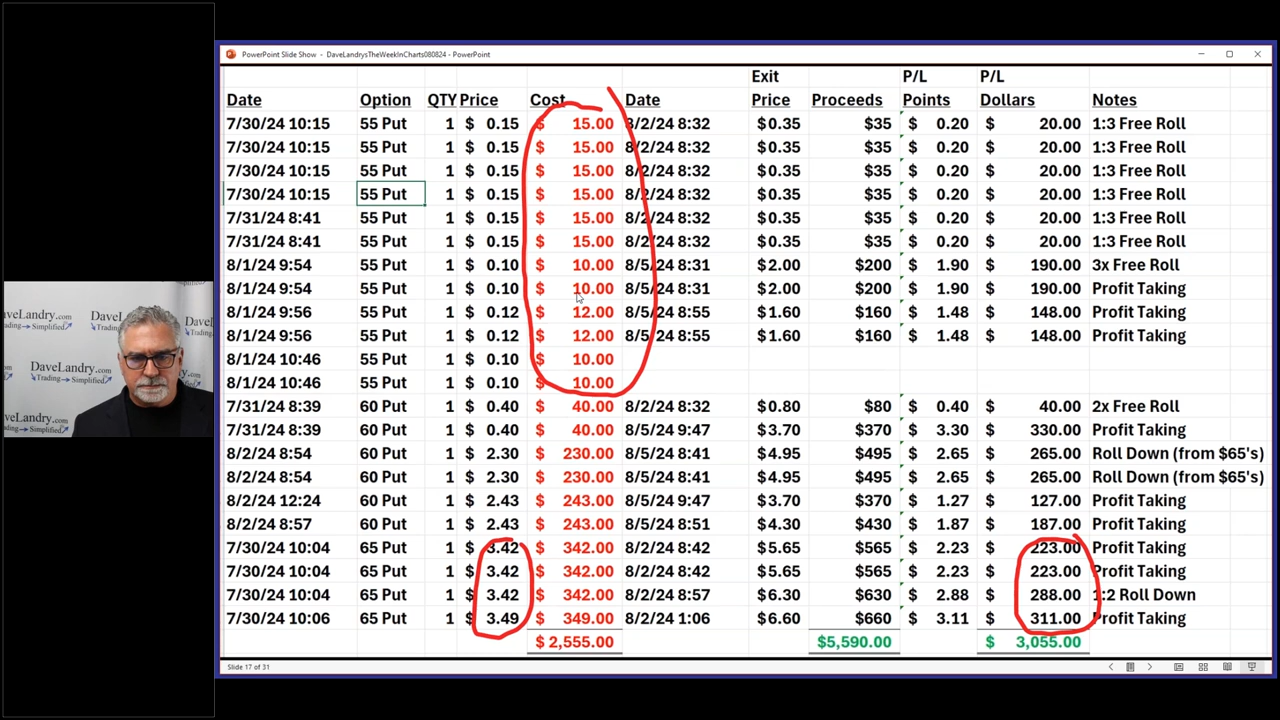 PowerPoint Slide Show - DaveLandrysTheWeekInCharts080824 - PowerPoint
Exit P/L P/L
Date Option QTY Price Cost Date Price Proceeds Points Dollars Notes
7/30/24 10:15 55 Put 1 $ 0.15 $ 15.00 8/2/24 8:32 $0.35 $35 $ 0.20 $ 20.00 1:3 Free Roll
7/30/24 10:15 55 Put 1 $ 0.15 $ 15.00 8/2/24 8:32 $0.35 $35 $ 0.20 $ 20.00 1:3 Free Roll
7/30/24 10:15 55 Put 1 $ 0.15 $ 15.00 8/2/24 8:32 $0.35 $35 $ 0.20 $ 20.00 1:3 Free Roll
7/30/24 10:15 55 Put 1 $ 0.15 $ 15.00 8/2/24 8:32 $0.35 $35 $ 0.20 $ 20.00 1:3 Free Roll
7/31/24 8:41 55 Put 1 $ 0.15 $ 15.00 8/2/24 8:32 $0.35 $35 $ 0.20 $ 20.00 1:3 Free Roll
7/31/24 8:41 55 Put 1 $ 0.15 $ 15.00 8/2/24 8:32 $0.35 $35 $ 0.20 $ 20.00 1:3 Free Roll
8/1/24 9:54 55 Put 1 $ 0.10 $ 10.00 8/5/24 8:31 $2.00 $200 $ 1.90 $ 190.00 3x Free Roll
8/1/24 9:54 55 Put 1 $ 0.10 $ 10.00 8/5/24 8:31 $2.00 $200 $ 1.90 $ 190.00 Profit Taking
8/1/24 9:56 55 Put 1 $ 0.12 $ 12.00 8/5/24 8:55 $1.60 $160 $ 1.48 $ 148.00 Profit Taking
8/1/24 9:56 55 Put 1 $ 0.12 $ 12.00 8/5/24 8:55 $1.60 $160 $ 1.48 $ 148.00 Profit Taking
8/1/24 10:46 55 Put 1 $ 0.10 $ 10.00
8/1/24 10:46 55 Put 1 $ 0.10 $ 10.00
7/31/24 8:39 60 Put 1 $ 0.40 $ 40.00 8/2/24 8:32 $0.80 $80 $ 0.40 $ 40.00 2x Free Roll
7/31/24 8:39 60 Put 1 $ 0.40 $ 40.00 8/5/24 9:47 $3.70 $370 $ 3.30 $ 330.00 Profit Taking
8/2/24 8:54 60 Put 1 $ 2.30 $ 230.00 8/5/24 8:41 $4.95 $495 $ 2.65 $ 265.00 Roll Down (from $65's)
8/2/24 8:54 60 Put 1 $ 2.30 $ 230.00 8/5/24 8:41 $4.95 $495 $ 2.65 $ 265.00 Roll Down (from $65's)
8/2/24 12:24 60 Put 1 $ 2.43 $ 243.00 8/5/24 9:47 $3.70 $370 $ 1.27 $ 127.00 Profit Taking
8/2/24 8:57 60 Put 1 $ 2.43 $ 243.00 8/5/24 8:51 $4.30 $430 $ 1.87 $ 187.00 Profit Taking
7/30/24 10:04 65 Put 1 $ 3.42 $ 342.00 8/2/24 8:42 $5.65 $565 $ 2.23 $ 223.00 Profit Taking
7/30/24 10:04 65 Put 1 $ 3.42 $ 342.00 8/2/24 8:42 $5.65 $565 $ 2.23 $ 223.00 Profit Taking
7/30/24 10:04 65 Put 1 $ 3.42 $ 342.00 8/2/24 8:57 $6.30 $630 $ 2.88 $ 288.00 1:2 Roll Down
7/30/24 10:06 65 Put 1 $ 3.49 $ 349.00 8/2/24 1:06 $6.60 $660 $ 3.11 $ 311.00 Profit Taking
$ 2,555.00 $5,590.00 $ 3,055.00
Slide 17 of 31
DaveLandry
DaveLandry.com
Trading Simplified